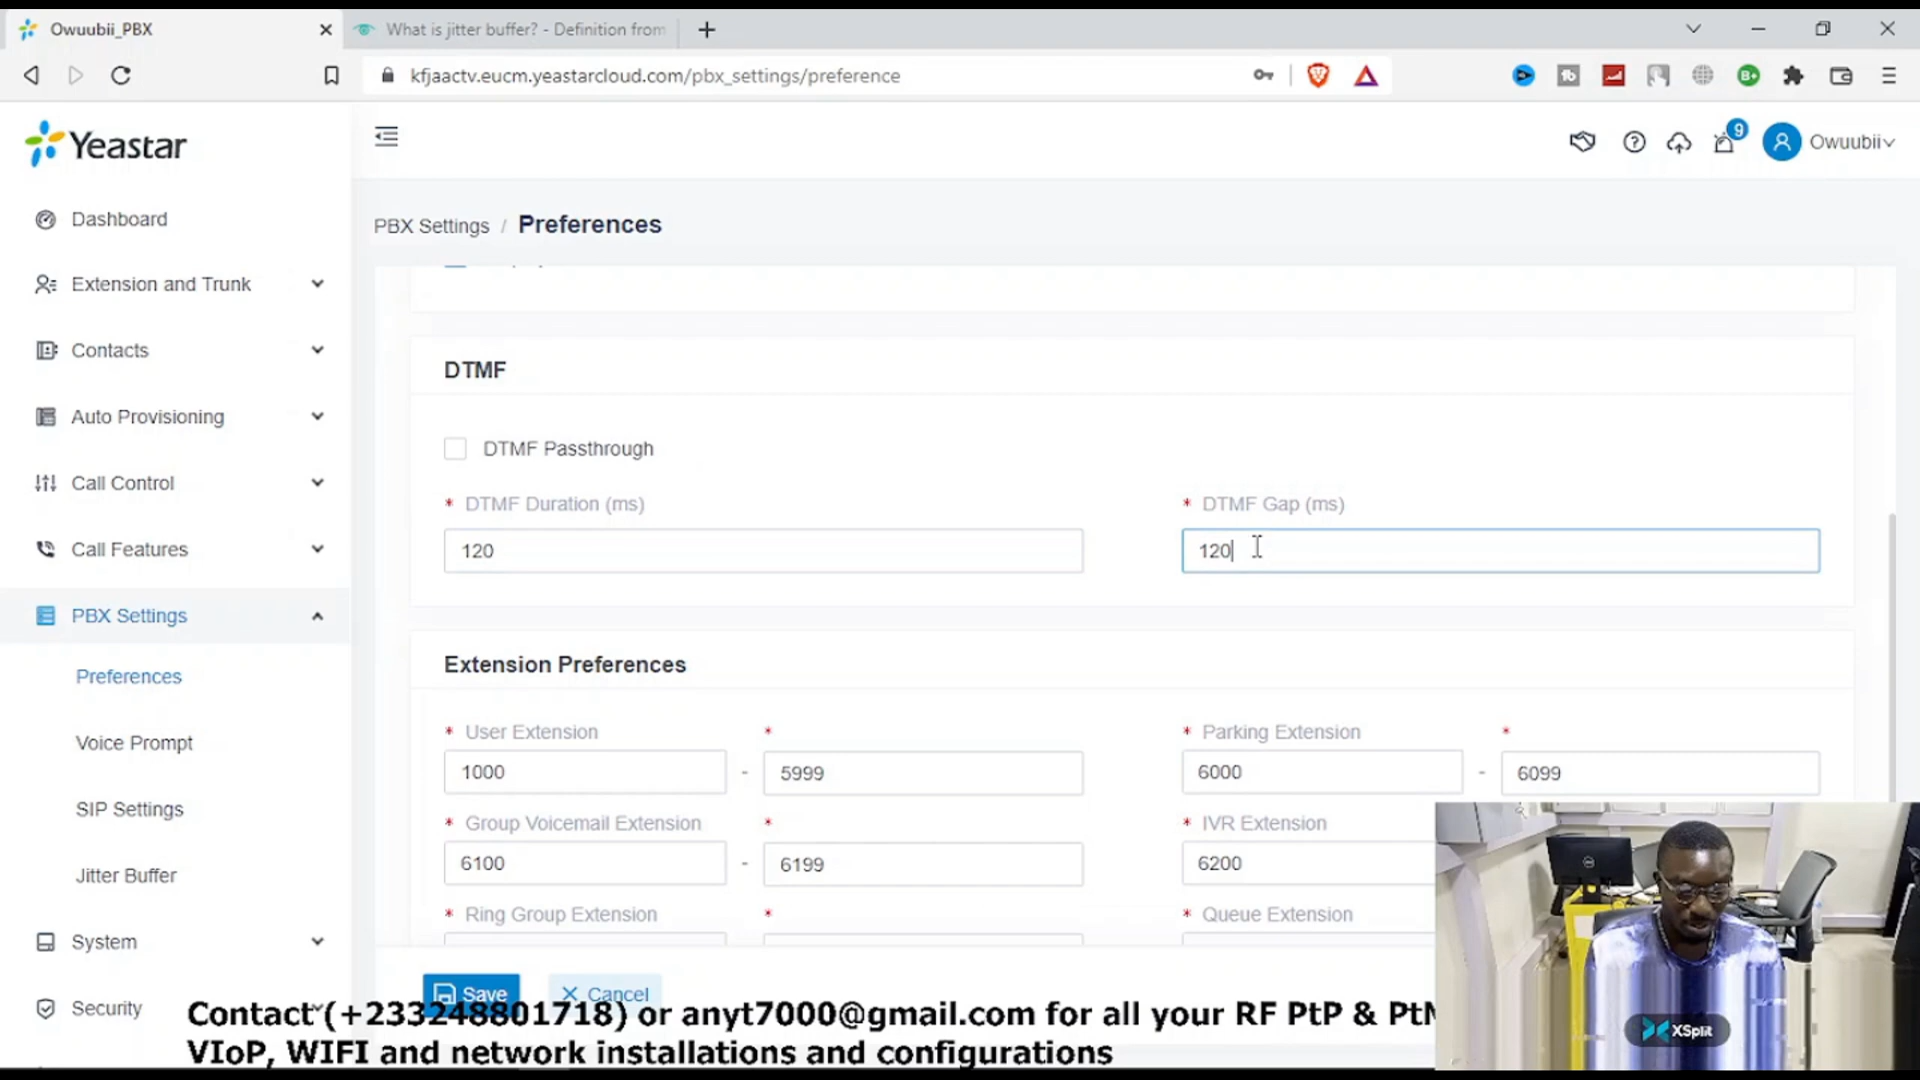 Owuubii_PBX
What is jitter buffer? - Definition from
kfjaactv.eucm.yeastarcloud.com/pbx_settings/preference
Yeastar
9
Owuubii
Dashboard
Extension and Trunk
Contacts
Auto Provisioning
Call Control
Call Features
PBX Settings
Preferences
Voice Prompt
SIP Settings
Jitter Buffer
System
Security
PBX Settings / Preferences
DTMF
DTMF Passthrough
* DTMF Duration (ms)
* DTMF Gap (ms)
120
120
Extension Preferences
* User Extension *
* Parking Extension *
1000 - 5999
6000 - 6099
* Group Voicemail Extension *
* IVR Extension
6100 - 6199
6200
* Ring Group Extension *
* Queue Extension
Save
Cancel
Contact (+233248801718) or anyt7000@gmail.com for all your RF PtP &
VIoP, WIFI and network installations and configurations
XSplit